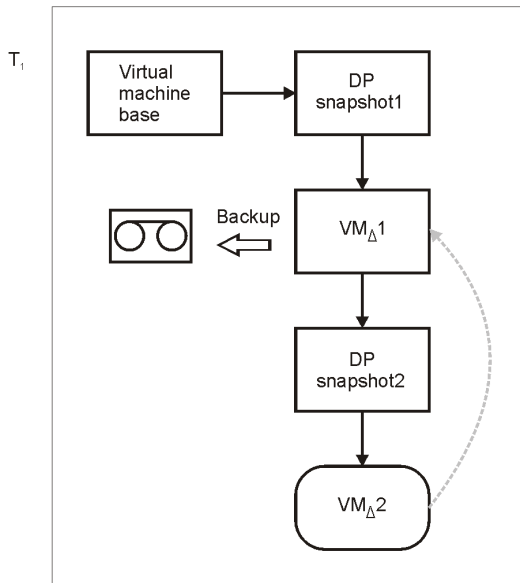 T₁
Virtual
machine
base
DP
snapshot1
Backup
VMΔ1
DP
snapshot2
VMΔ2